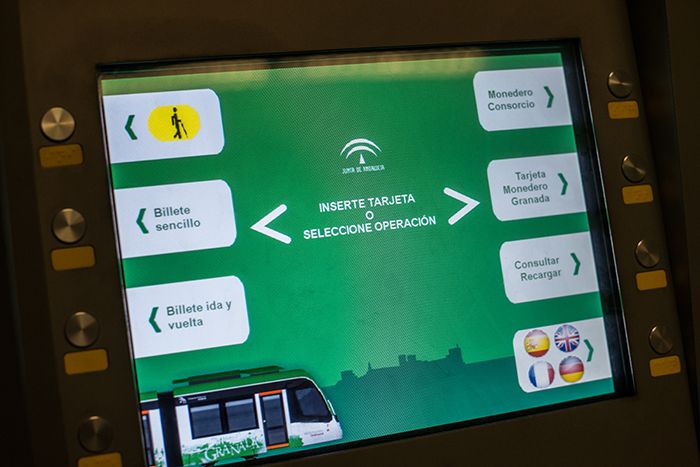 Monedero
Consorcio
JUNTA DE ANDALUCIA
Billete
sencillo
INSERTE TARJETA
O
SELECCIONE OPERACIÓN
Tarjeta
Monedero
Granada
Billete ida y
vuelta
Consultar
Recargar
GRANADA